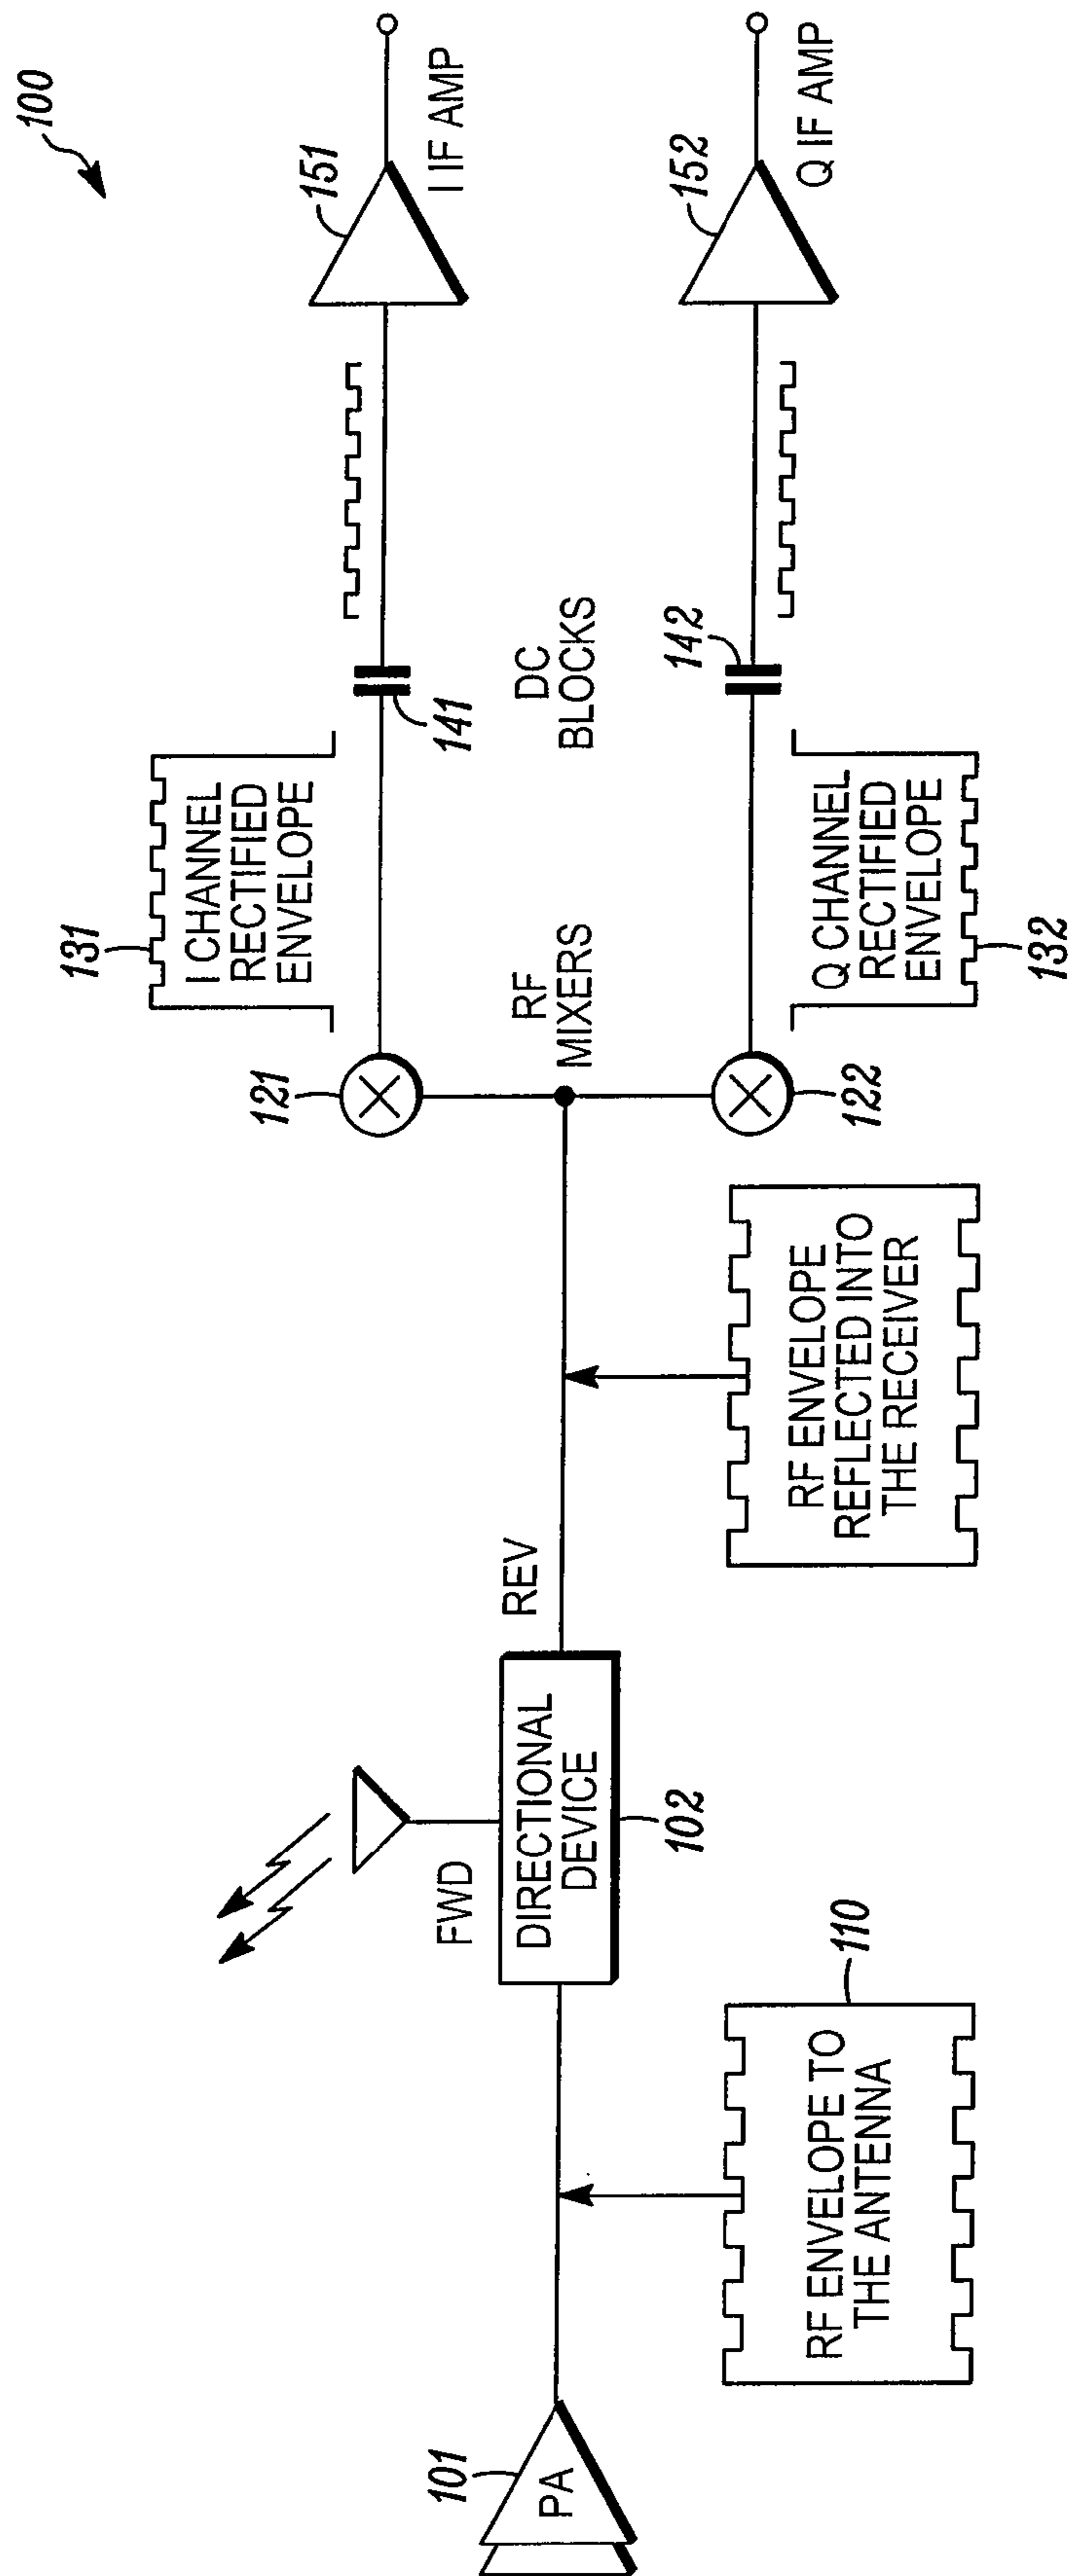 100
131
I CHANNEL
RECTIFIED
ENVELOPE
151
I IF AMP
121
141
RF
MIXERS
DC
BLOCKS
142
152
Q IF AMP
122
Q CHANNEL
RECTIFIED
ENVELOPE
132
FWD
REV
DIRECTIONAL
DEVICE
102
RF ENVELOPE
REFLECTED INTO
THE RECEIVER
101
PA
110
RF ENVELOPE TO
THE ANTENNA